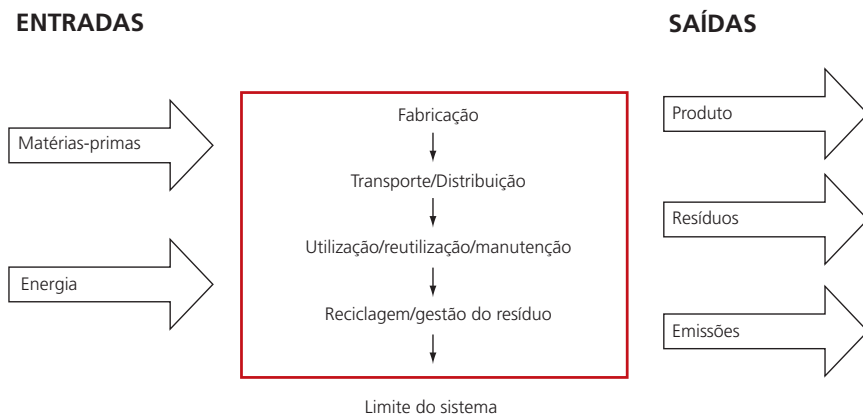 ENTRADAS
SAÍDAS
Matérias-primas
Energia
Fabricação
Transporte/Distribuição
Utilização/reutilização/manutenção
Reciclagem/gestão do resíduo
Limite do sistema
Produto
Resíduos
Emissões